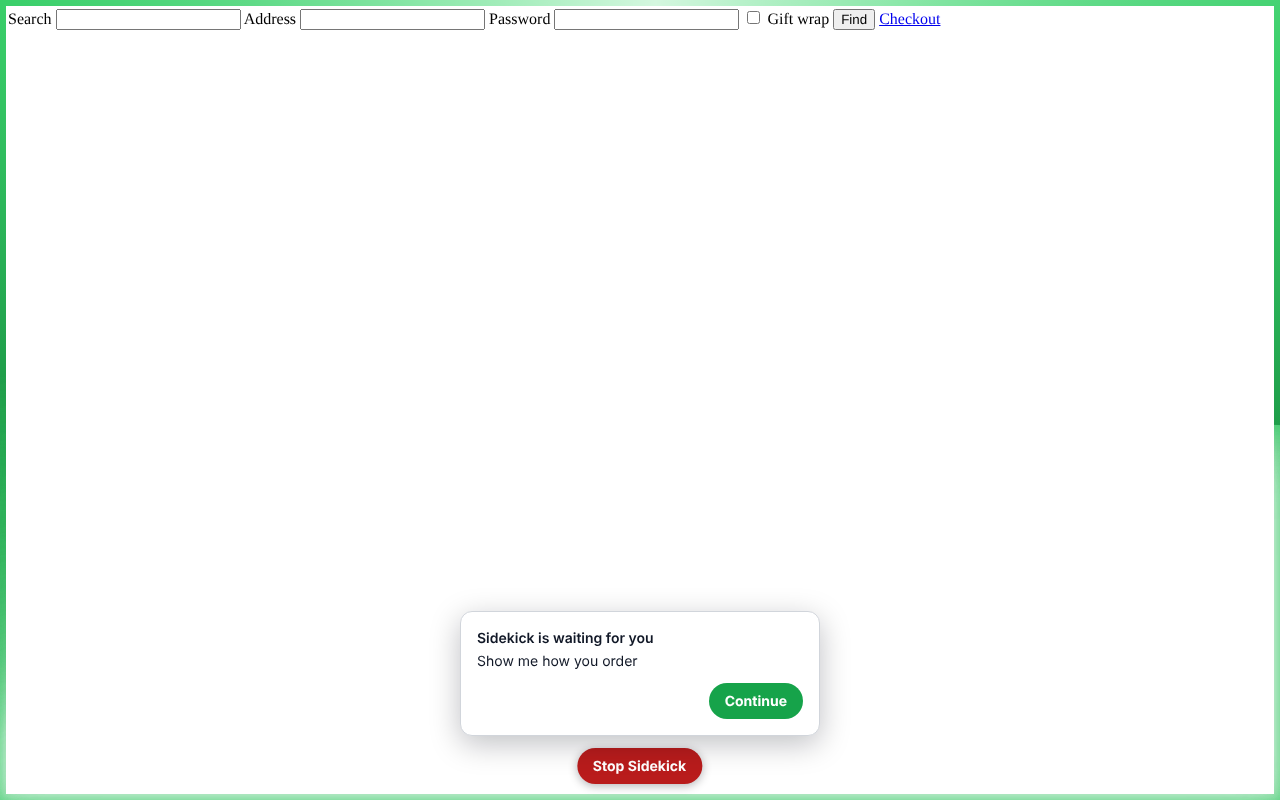 Search Address Password Gift wrap Find Checkout
Sidekick is waiting for you
Show me how you order
Continue
Stop Sidekick